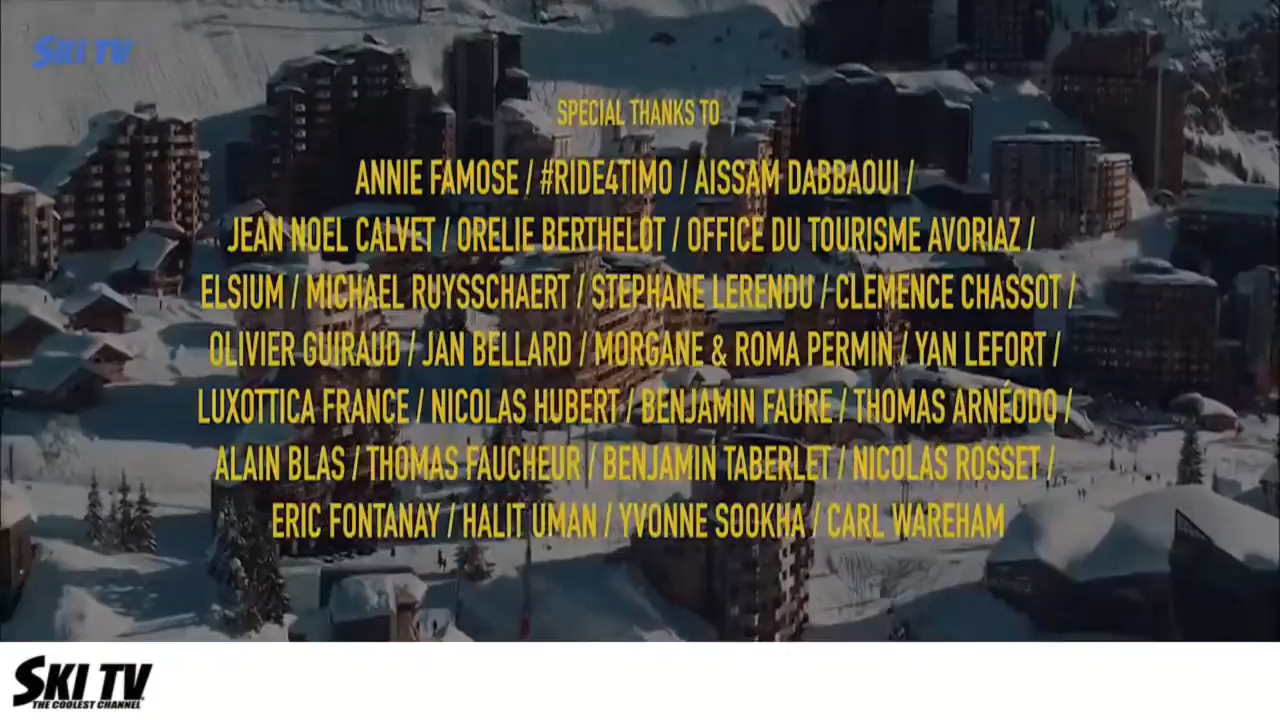 SKI TV
SPECIAL THANKS TO
ANNIE FAMOSE / #RIDE4TIMO / AISSAM DABBAOUI /
JEAN NOEL CALVET / ORELIE BERTHELOT / OFFICE DU TOURISME AVORIAZ /
ELSIUM / MICHAEL RUYSSCHAERT / STEPHANE LERENDU / CLEMENCE CHASSOT /
OLIVIER GUIRAUD / JAN BELLARD / MORGANE & ROMA PERMIN / YAN LEFORT /
LUXOTTICA FRANCE / NICOLAS HUBERT / BENJAMIN FAURE / THOMAS ARNÉODO /
ALAIN BLAS / THOMAS FAUCHEUR / BENJAMIN TABERLET / NICOLAS ROSSET /
ERIC FONTANAY / HALIT UMAN / YVONNE SOOKHA / CARL WAREHAM
SKI TV
THE COOLEST CHANNEL